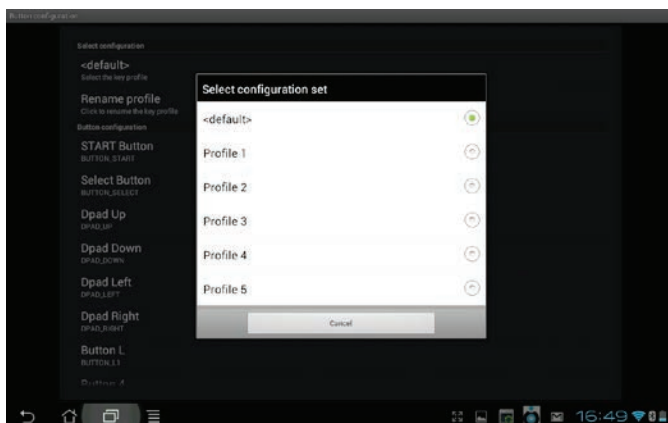 Button configuration
Select configuration
<default>
Select the key profile
Rename profile
Click to rename the key profile
Button configuration
START Button
BUTTON_START
Select Button
BUTTON_SELECT
Dpad Up
DPAD_UP
Dpad Down
DPAD_DOWN
Dpad Left
DPAD_LEFT
Dpad Right
DPAD_RIGHT
Button L
BUTTON_L1
Select configuration set
<default>
Profile 1
Profile 2
Profile 3
Profile 4
Profile 5
Cancel
16:49